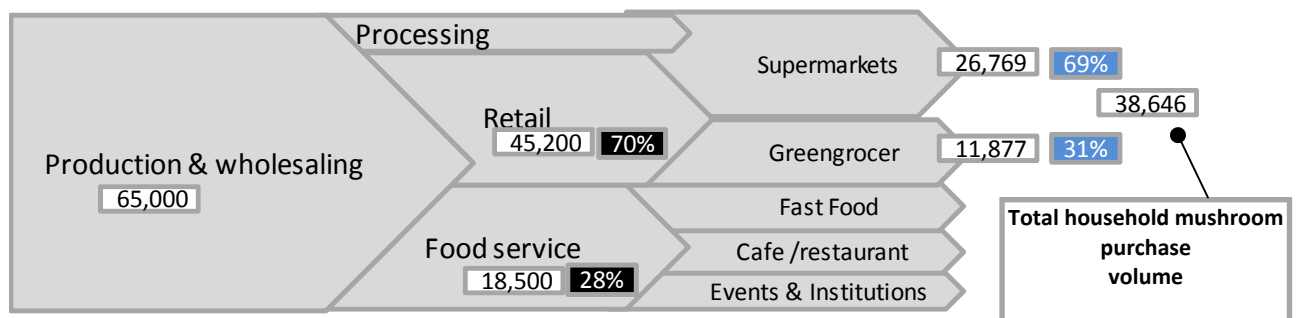 Processing
Supermarkets
26,769 69%
38,646
Retail
45,200 70%
Production & wholesaling
65,000
Greengrocer
11,877 31%
Fast Food
Food service
18,500 28%
Cafe /restaurant
Events & Institutions
Total household mushroom
purchase
volume